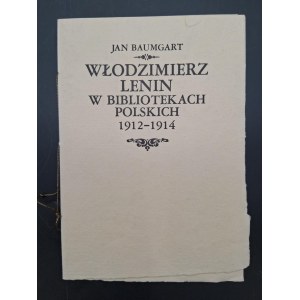 JAN BAUMGART
WŁODZIMIERZ
LENIN
W BIBLIOTEKACH
POLSKICH
1912-1914